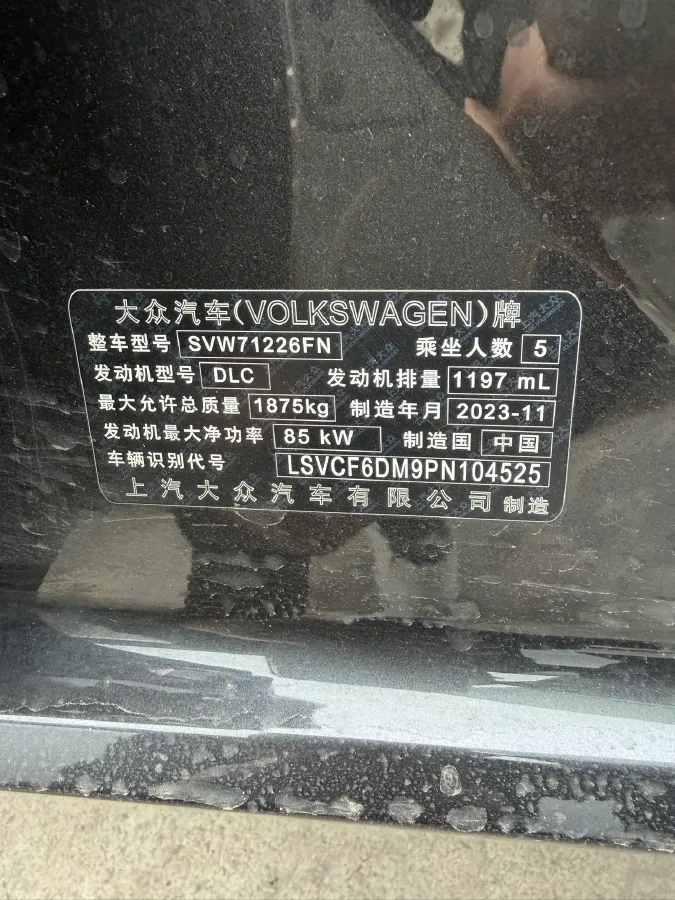 大众汽车(VOLKSWAGEN)牌
整车型号 SVW71226FN 乘坐人数 5
发动机型号 DLC 发动机排量 1197 mL
最大允许总质量 1875kg 制造年月 2023-11
发动机最大净功率 85 kW 制造国 中国
车辆识别代号 LSVCF6DM9PN104525
上汽大众汽车有限公司 制造